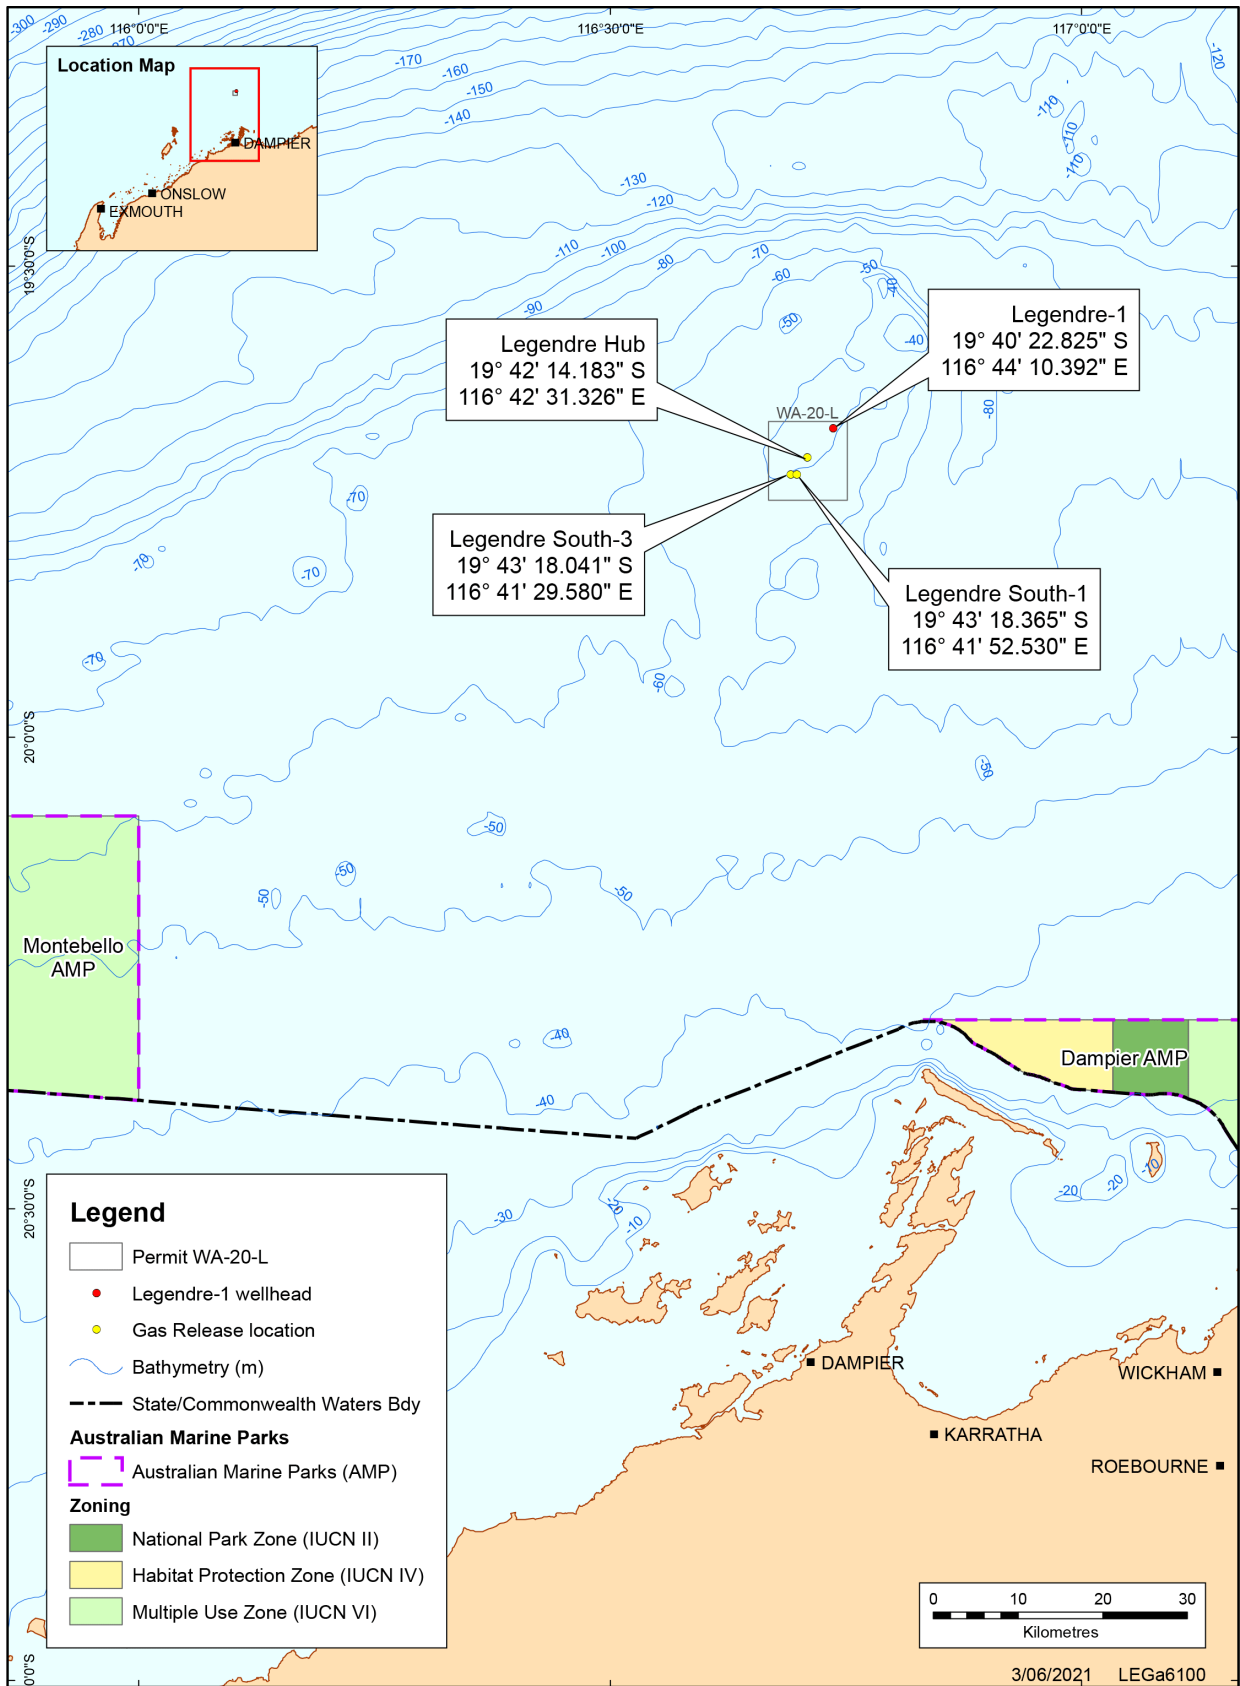 116°0'0"E
116°30'0"E
117°0'0"E
-300
-290
-280
-270
-170
-160
-150
-140
-130
-120
-120
-110
-110
-110
Location Map
DAMPIER
ONSLOW
EXMOUTH
19°30'0"S
-110
-100
-90
-80
-70
-60
-50
-40
-50
-40
-80
Legendre Hub
19° 42' 14.183" S
116° 42' 31.326" E
Legendre-1
19° 40' 22.825" S
116° 44' 10.392" E
WA-20-L
Legendre South-3
19° 43' 18.041" S
116° 41' 29.580" E
Legendre South-1
19° 43' 18.365" S
116° 41' 52.530" E
-70
-70
-70
-70
-60
20°0'0"S
-50
-50
-50
-50
-50
Montebello
AMP
-40
-40
Dampier AMP
-30
-20
-10
-20
-20
-10
20°30'0"S
Legend
Permit WA-20-L
Legendre-1 wellhead
Gas Release location
Bathymetry (m)
State/Commonwealth Waters Bdy
Australian Marine Parks
Australian Marine Parks (AMP)
Zoning
National Park Zone (IUCN II)
Habitat Protection Zone (IUCN IV)
Multiple Use Zone (IUCN VI)
DAMPIER
WICKHAM
KARRATHA
ROEBOURNE
0 10 20 30
Kilometres
0'0"S
3/06/2021 LEGa6100